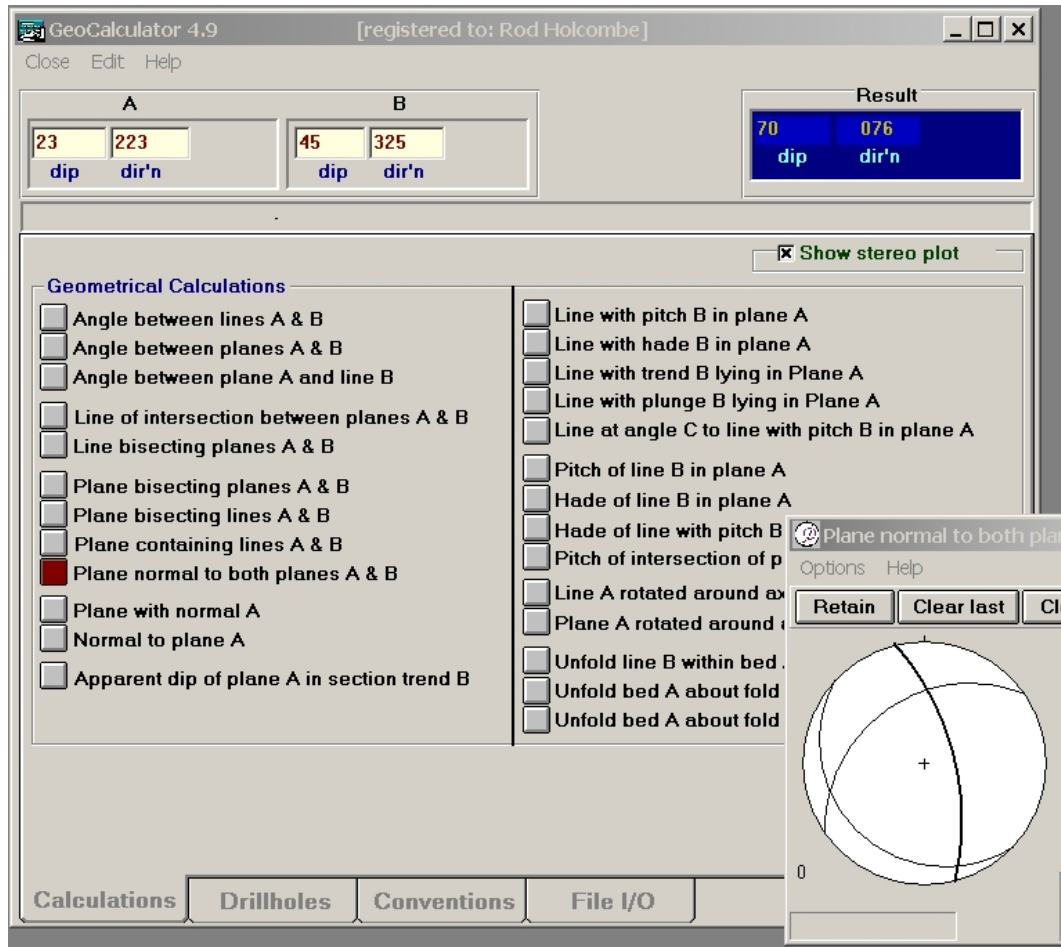 GeoCalculator 4.9 [registered to: Rod Holcombe]
Close Edit Help
A B Result
23 223 45 325 70 076
dip dir'n dip dir'n dip dir'n
Show stereo plot
Geometrical Calculations
Angle between lines A & B
Angle between planes A & B
Angle between plane A and line B
Line of intersection between planes A & B
Line bisecting planes A & B
Plane bisecting planes A & B
Plane bisecting lines A & B
Plane containing lines A & B
Plane normal to both planes A & B
Plane with normal A
Normal to plane A
Apparent dip of plane A in section trend B
Line with pitch B in plane A
Line with hade B in plane A
Line with trend B lying in Plane A
Line with plunge B lying in Plane A
Line at angle C to line with pitch B in plane A
Pitch of line B in plane A
Hade of line B in plane A
Hade of line with pitch B
Pitch of intersection of p
Line A rotated around ax
Plane A rotated around a
Unfold line B within bed
Unfold bed A about fold
Unfold bed A about fold
Plane normal to both plan
Options Help
Retain Clear last Cl
0
Calculations Drillholes Conventions File I/O